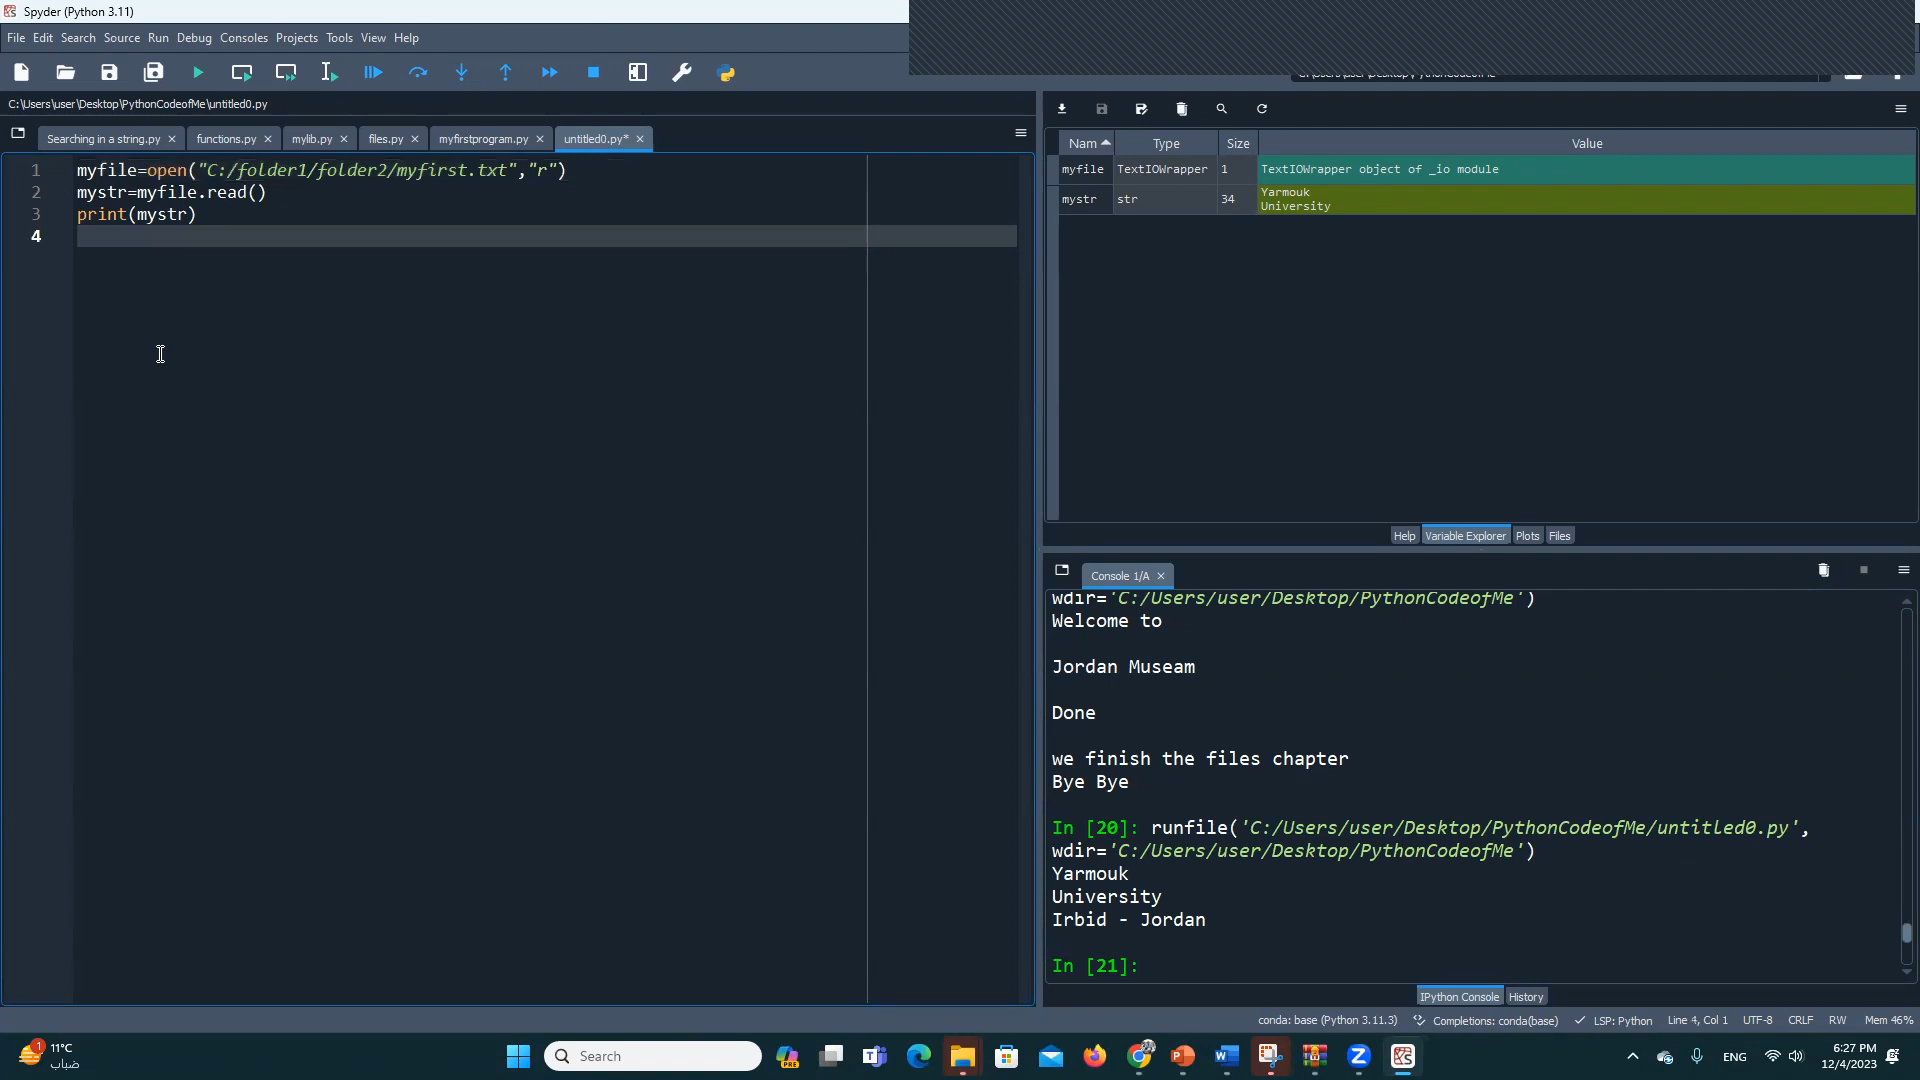 Spyder (Python 3.11)
File Edit Search Source Run Debug Consoles Projects Tools View Help
C:\Users\user\Desktop\PythonCodeofMe\untitled0.py
Searching in a string.py functions.py mylib.py files.py myfirstprogram.py untitled0.py*
1 myfile=open("C:/folder1/folder2/myfirst.txt","r")
2 mystr=myfile.read()
3 print(mystr)
4
Nam Type Size Value
myfile TextIOWrapper 1 TextIOWrapper object of _io module
mystr str 34 Yarmouk
University
Help Variable Explorer Plots Files
Console 1/A
wdir='C:/Users/user/Desktop/PythonCodeofMe')
Welcome to
Jordan Museam
Done
we finish the files chapter
Bye Bye
In [20]: runfile('C:/Users/user/Desktop/PythonCodeofMe/untitled0.py',
wdir='C:/Users/user/Desktop/PythonCodeofMe')
Yarmouk
University
Irbid - Jordan
In [21]:
IPython Console History
conda: base (Python 3.11.3) Completions: conda(base) LSP: Python Line 4, Col 1 UTF-8 CRLF RW Mem 46%
1
11°C
ضباب
Search
PRE
ENG
6:27 PM
12/4/2023